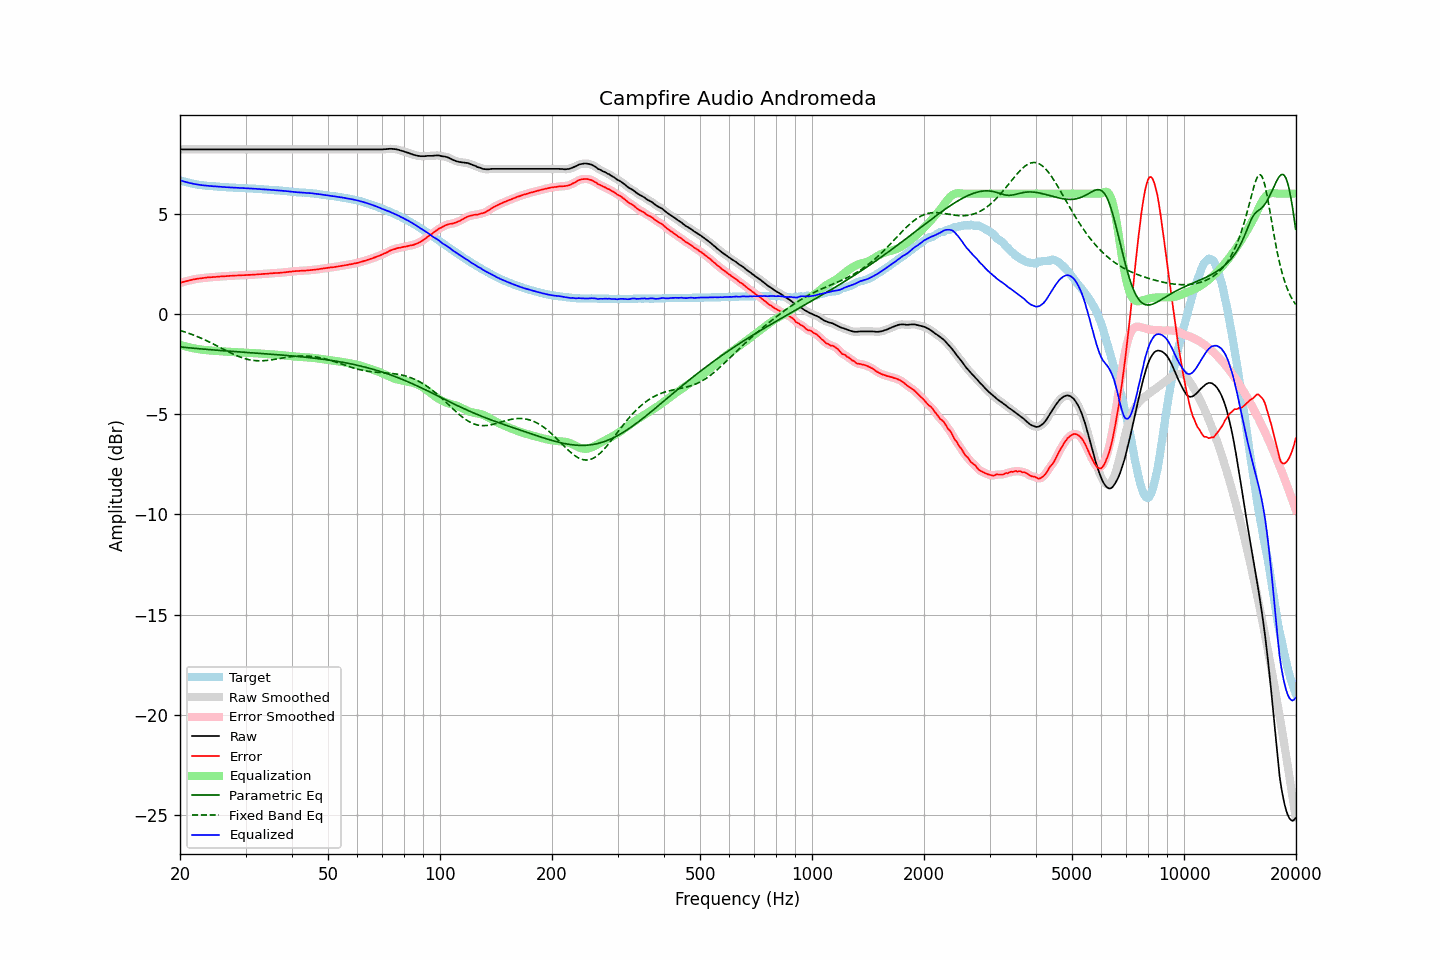 Campfire Audio Andromeda
Amplitude (dBr)
5
0
−5
−10
−15
−20
−25
Target
Raw Smoothed
Error Smoothed
Raw
Error
Equalization
Parametric Eq
Fixed Band Eq
Equalized
20 50 100 200 500 1000 2000 5000 10000 20000
Frequency (Hz)